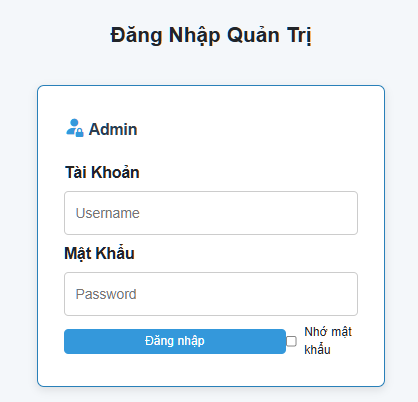 Đăng Nhập Quản Trị
Admin
Tài Khoản
Username
Mật Khẩu
Password
Đăng nhập
Nhớ mật
khẩu